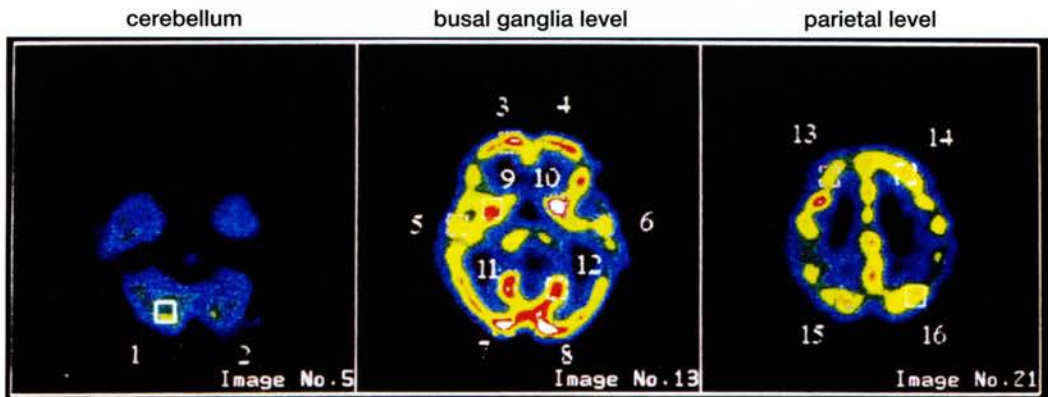 cerebellum busal ganglia level parietal level
3 4
13 14
9 10
5 6
11 12
15 16
1 2 7 8
Image No.5 Image No.13 Image No.21